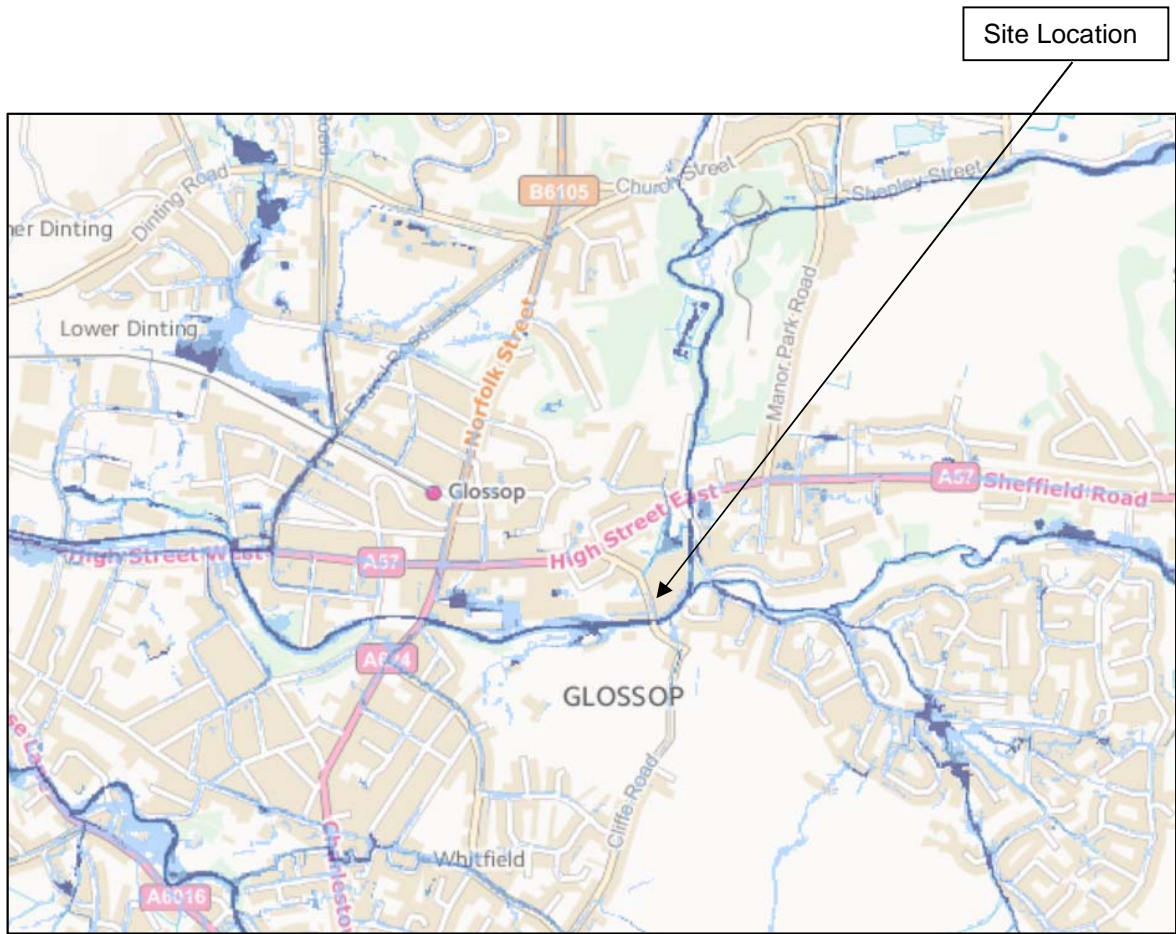 Site Location
Dinting Road
B6105
Church Street
Shepley Street
Lower Dinting
Norfolk Street
Manor Park Road
Glossop
High Street East
A57
Sheffield Road
High Street West
A57
GLOSSOP
Cliffe Road
Whitfield
A6016